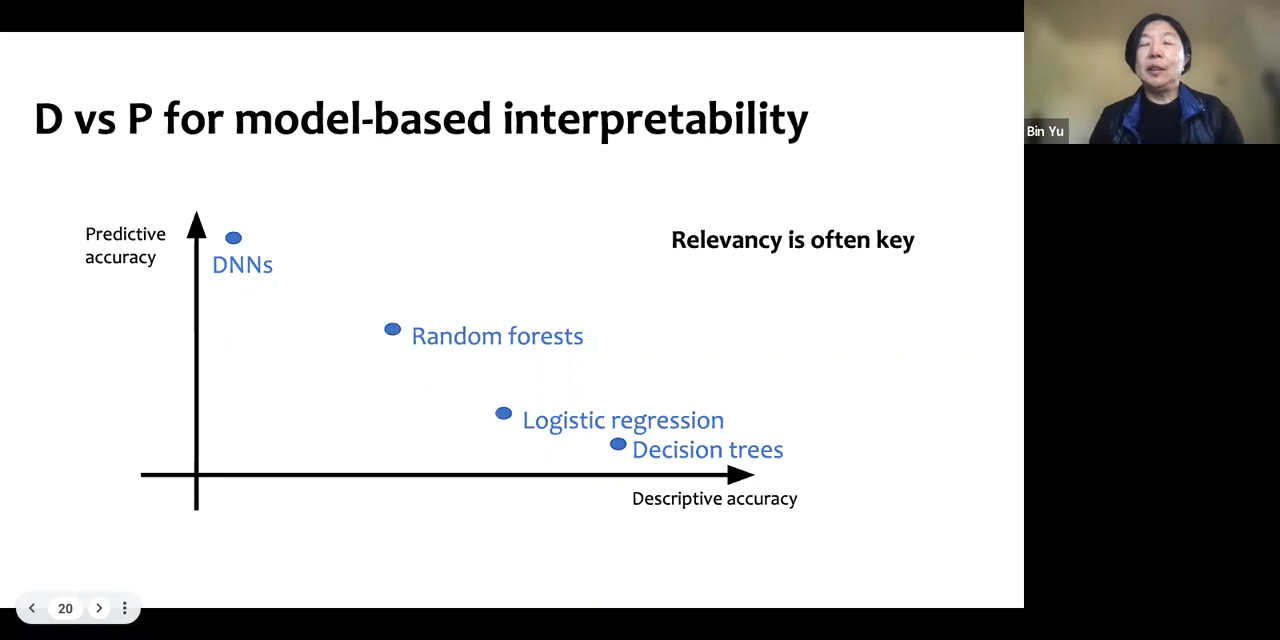 D vs P for model-based interpretability
Predictive
accuracy
DNNs
Relevancy is often key
Random forests
Logistic regression
Decision trees
Descriptive accuracy
20
Bin Yu